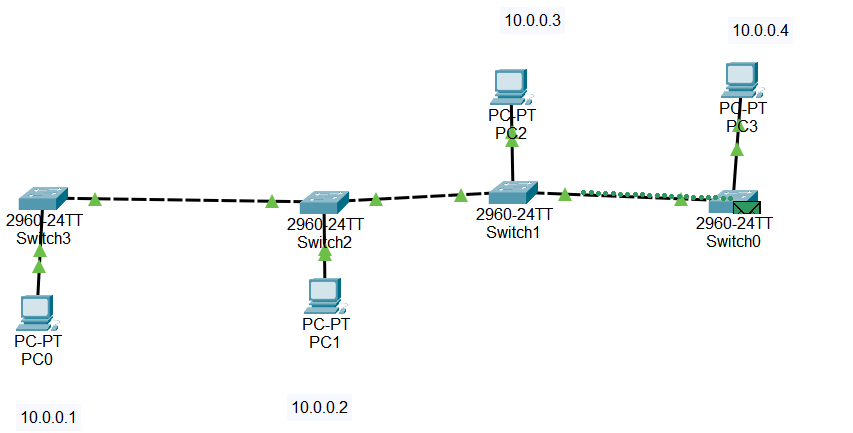 10.0.0.3
10.0.0.4
PC-PT
PC2
PC-PT
PC3
2960-24TT
Switch3
2960-24TT
Switch2
2960-24TT
Switch1
2960-24TT
Switch0
PC-PT
PC0
PC-PT
PC1
10.0.0.1
10.0.0.2